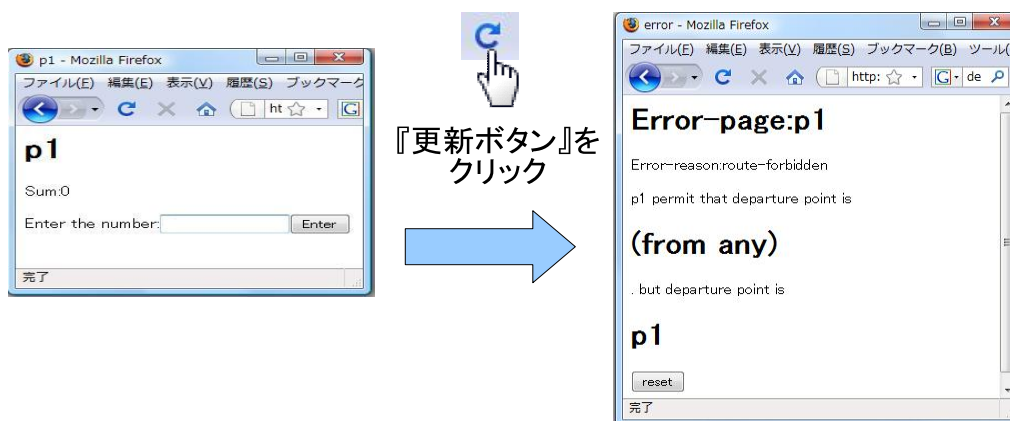 p1 - Mozilla Firefox
ファイル(F) 編集(E) 表示(V) 履歴(S) ブックマーク
ht
G
p1
Sum:0
Enter the number:
Enter
完了
『更新ボタン』を
クリック
error - Mozilla Firefox
ファイル(F) 編集(E) 表示(V) 履歴(S) ブックマーク(B) ツール(
http:
G
de
Error-page:p1
Error-reason:route-forbidden
p1 permit that departure point is
(from any)
. but departure point is
p1
reset
完了